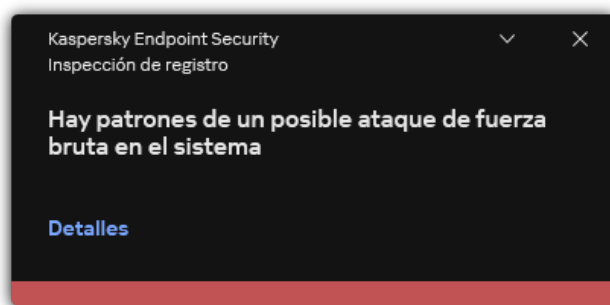 Kaspersky Endpoint Security
Inspección de registro
Hay patrones de un posible ataque de fuerza
bruta en el sistema
Detalles